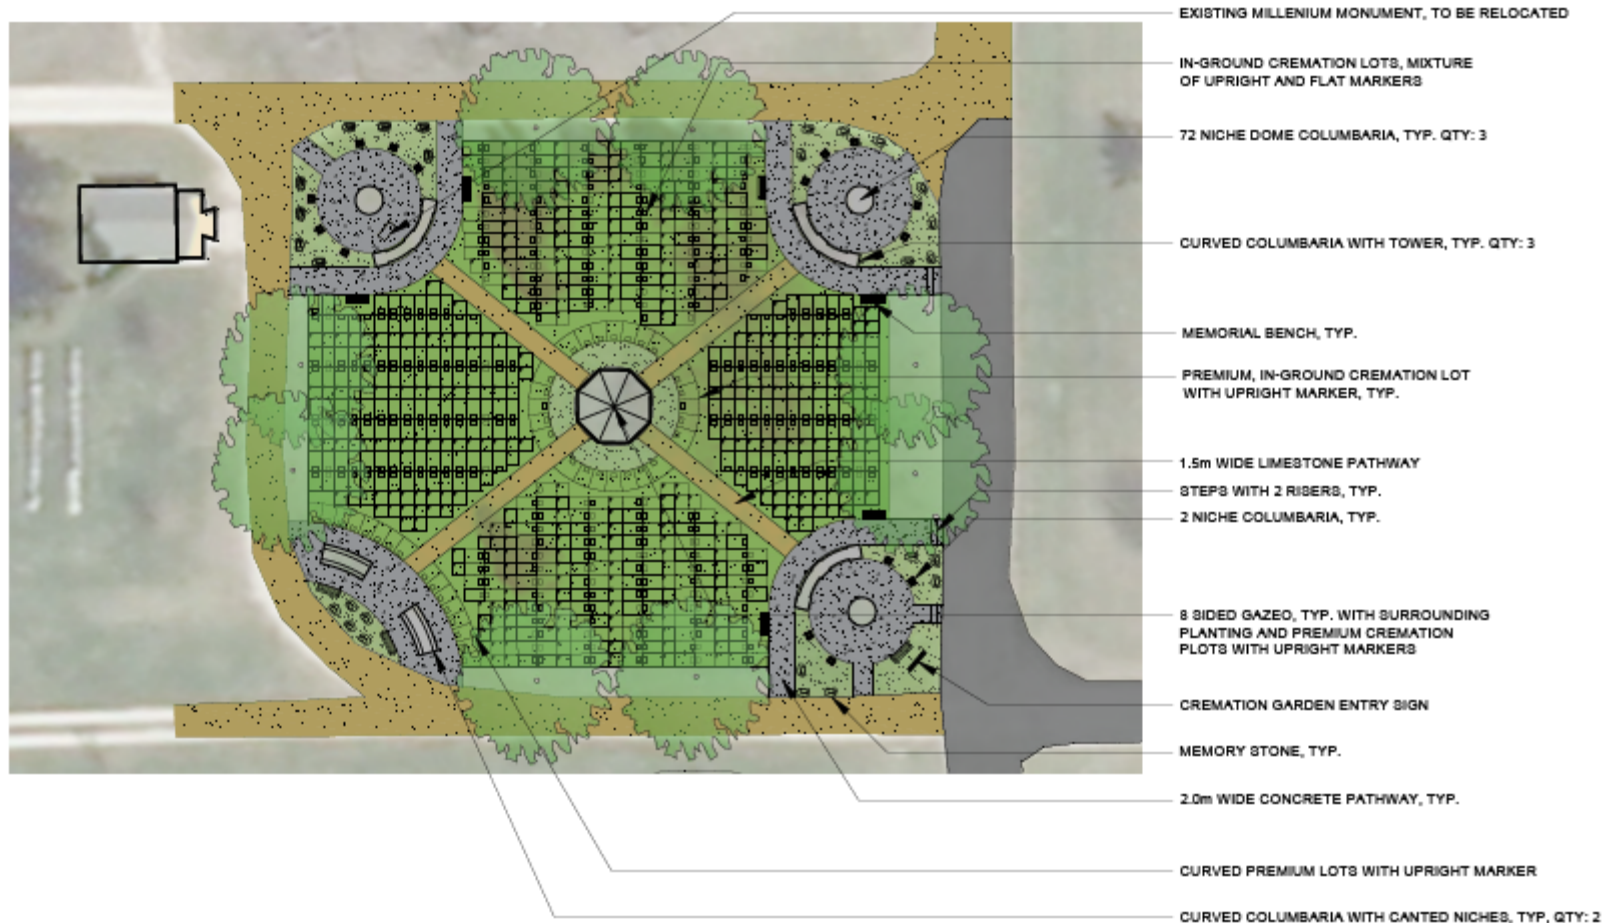 EXISTING MILLENIUM MONUMENT, TO BE RELOCATED
IN-GROUND CREMATION LOTS, MIXTURE
OF UPRIGHT AND FLAT MARKERS
72 NICHE DOME COLUMBARIA, TYP. QTY: 3
CURVED COLUMBARIA WITH TOWER, TYP. QTY: 3
MEMORIAL BENCH, TYP.
PREMIUM, IN-GROUND CREMATION LOT
WITH UPRIGHT MARKER, TYP.
1.5m WIDE LIMESTONE PATHWAY
STEPS WITH 2 RISERS, TYP.
2 NICHE COLUMBARIA, TYP.
8 SIDED GAZEO, TYP. WITH SURROUNDING
PLANTING AND PREMIUM CREMATION
PLOTS WITH UPRIGHT MARKERS
CREMATION GARDEN ENTRY SIGN
MEMORY STONE, TYP.
2.0m WIDE CONCRETE PATHWAY, TYP.
CURVED PREMIUM LOTS WITH UPRIGHT MARKER
CURVED COLUMBARIA WITH CANTED NICHES, TYP, QTY: 2